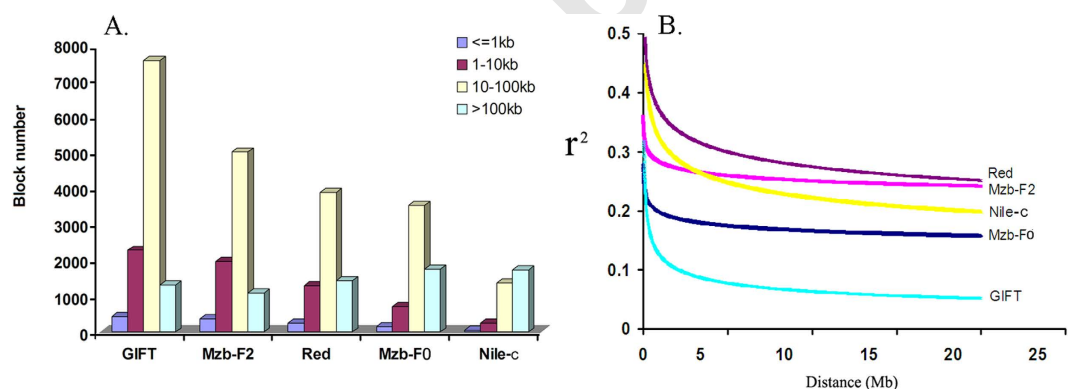 A.
8000
7000
6000
5000
4000
3000
2000
1000
0
Block number
<=1kb
1-10kb
10-100kb
>100kb
GIFT Mzb-F2 Red Mzb-F0 Nile-c
B.
0.5
0.4
0.3
0.2
0.1
0
r²
Red
Mzb-F2
Nile-c
Mzb-F0
GIFT
0 5 10 15 20 25
Distance (Mb)